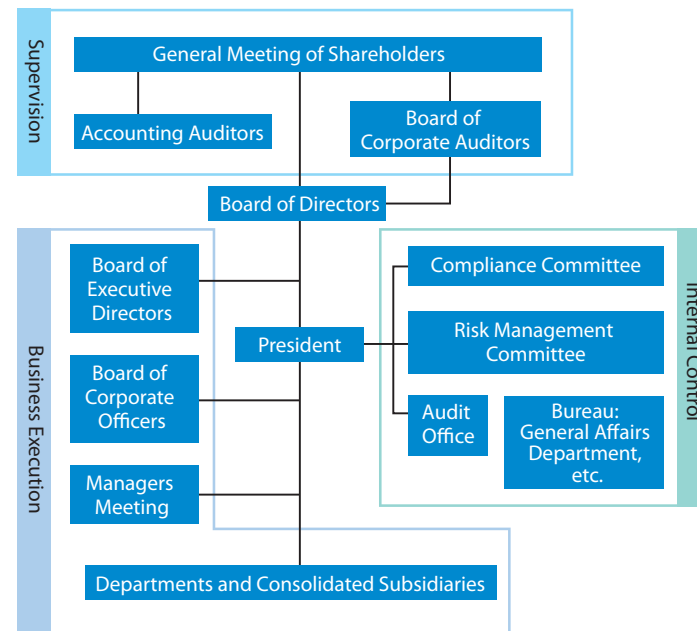 Supervision
General Meeting of Shareholders
Accounting Auditors
Board of
Corporate Auditors
Board of Directors
Business Execution
Board of
Executive
Directors
President
Board of
Corporate
Officers
Managers
Meeting
Departments and Consolidated Subsidiaries
Internal Control
Compliance Committee
Risk Management
Committee
Audit
Office
Bureau:
General Affairs
Department,
etc.